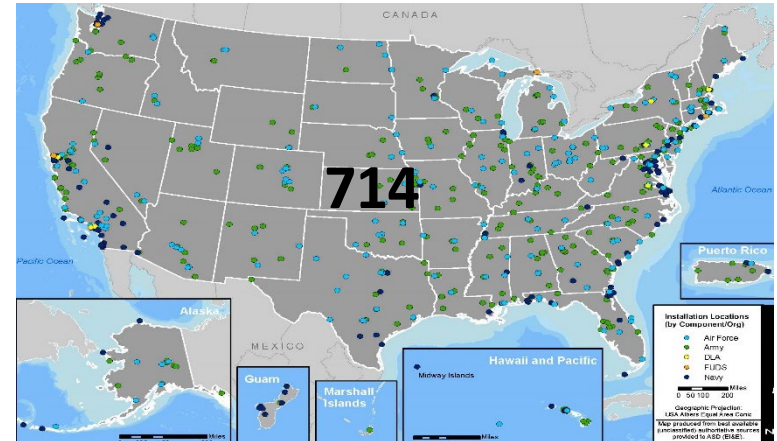 CANADA
714
Atlantic Ocean
Pacific Ocean
Puerto Rico
Alaska
MEXICO
Guam
Marshall
Islands
Hawaii and Pacific
Midway Islands
Installation Locations
(by Component/Org)
Air Force
Army
DLA
FUDS
Navy
Miles
0 50 100 200
Geographic Projection:
USA Albers Equal Area Conic
Map produced from best available
(unclassified) authoritative sources
provided to ASD (EI&E).
Miles
Miles